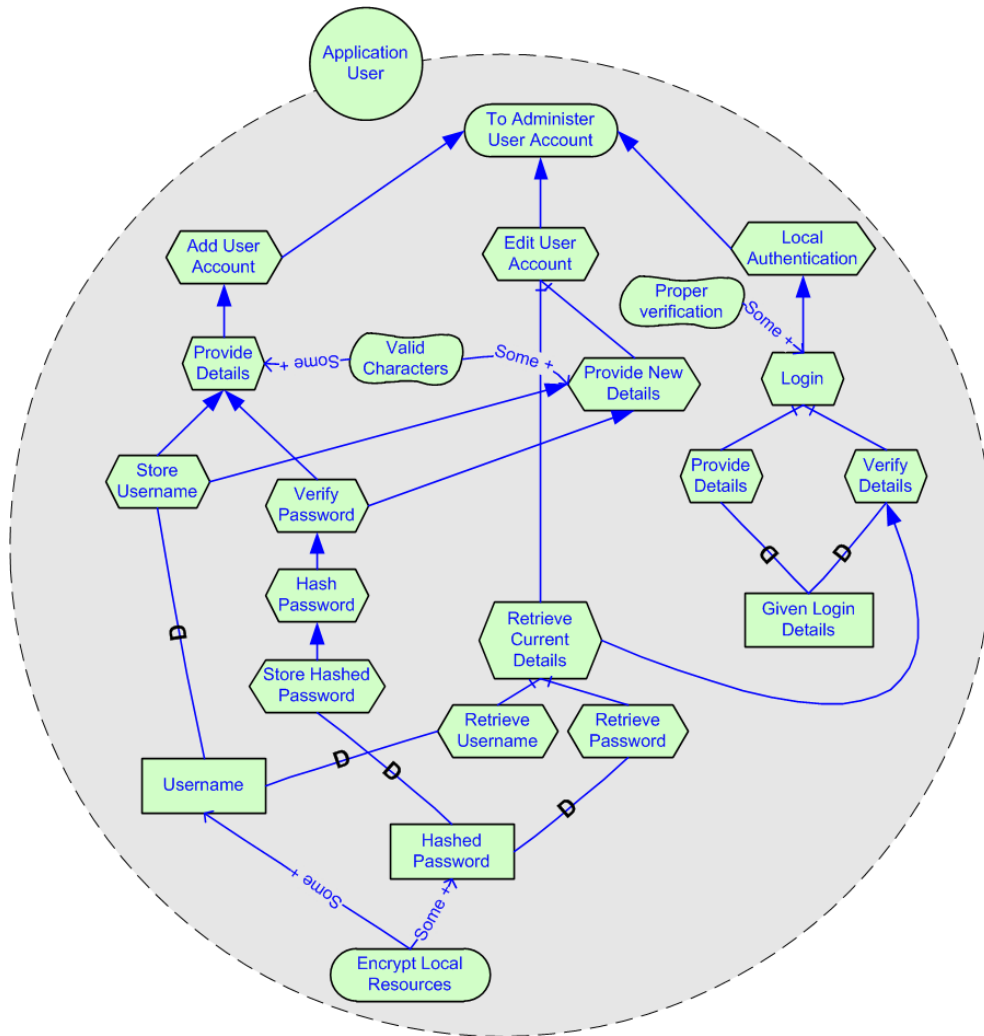 Application
User
To Administer
User Account
Add User
Account
Edit User
Account
Local
Authentication
Proper
verification
Some +
Provide
Details
Some +
Valid
Characters
Some +
Provide New
Details
Login
Store
Username
Verify
Password
Provide
Details
Verify
Details
D
D
Hash
Password
Retrieve
Current
Details
Given Login
Details
D
Store Hashed
Password
Retrieve
Username
Retrieve
Password
Username
D
D
D
Hashed
Password
Some +
Some +
Encrypt Local
Resources